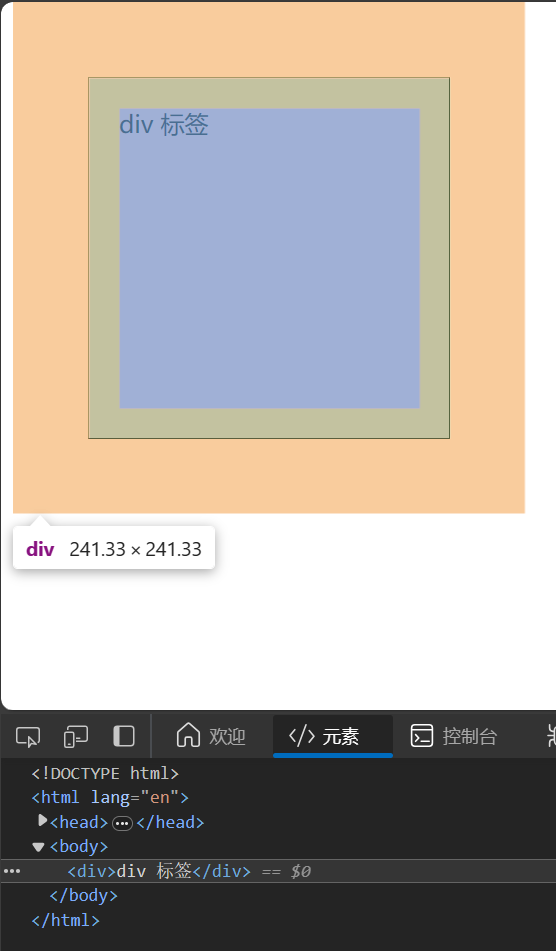 div 标签
div 241.33 × 241.33
欢迎 </> 元素 控制台
<!DOCTYPE html>
<html lang="en">
<head> ••• </head>
<body>
••• <div>div 标签</div> == $0
</body>
</html>